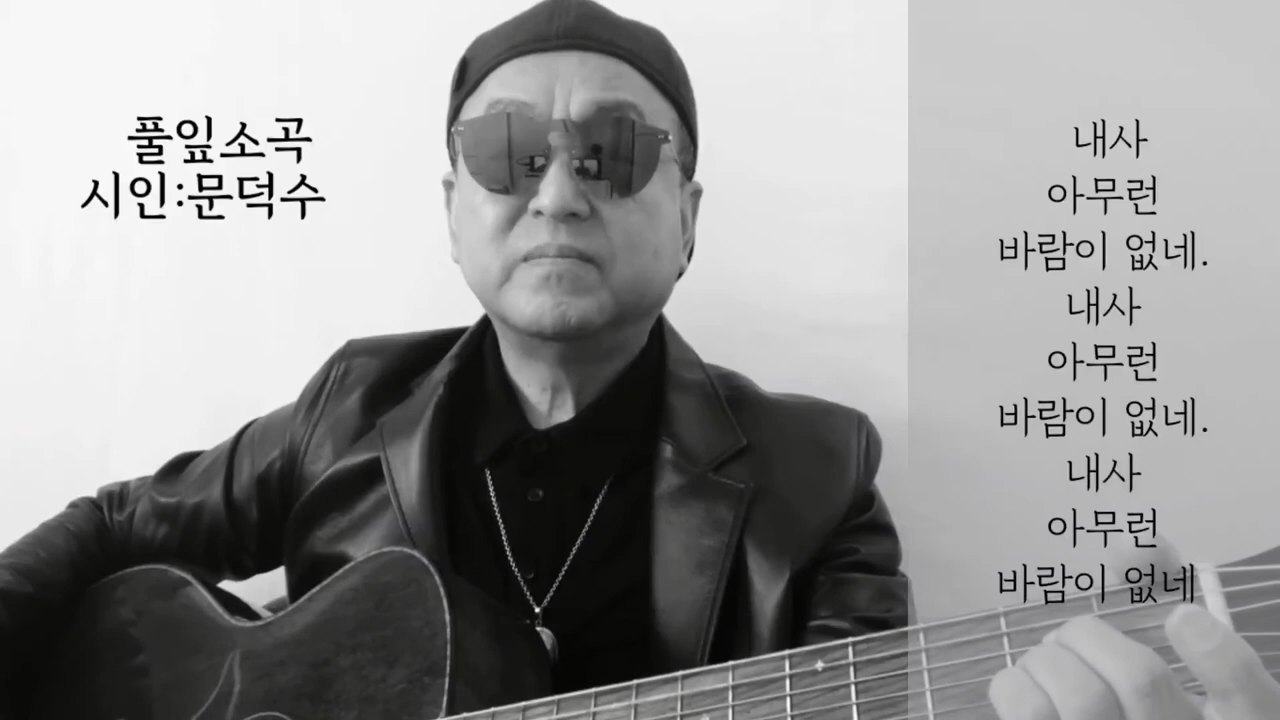 풀잎소곡
시인:문덕수
내사
아무런
바람이 없네.
내사
아무런
바람이 없네.
내사
아무런
바람이 없네